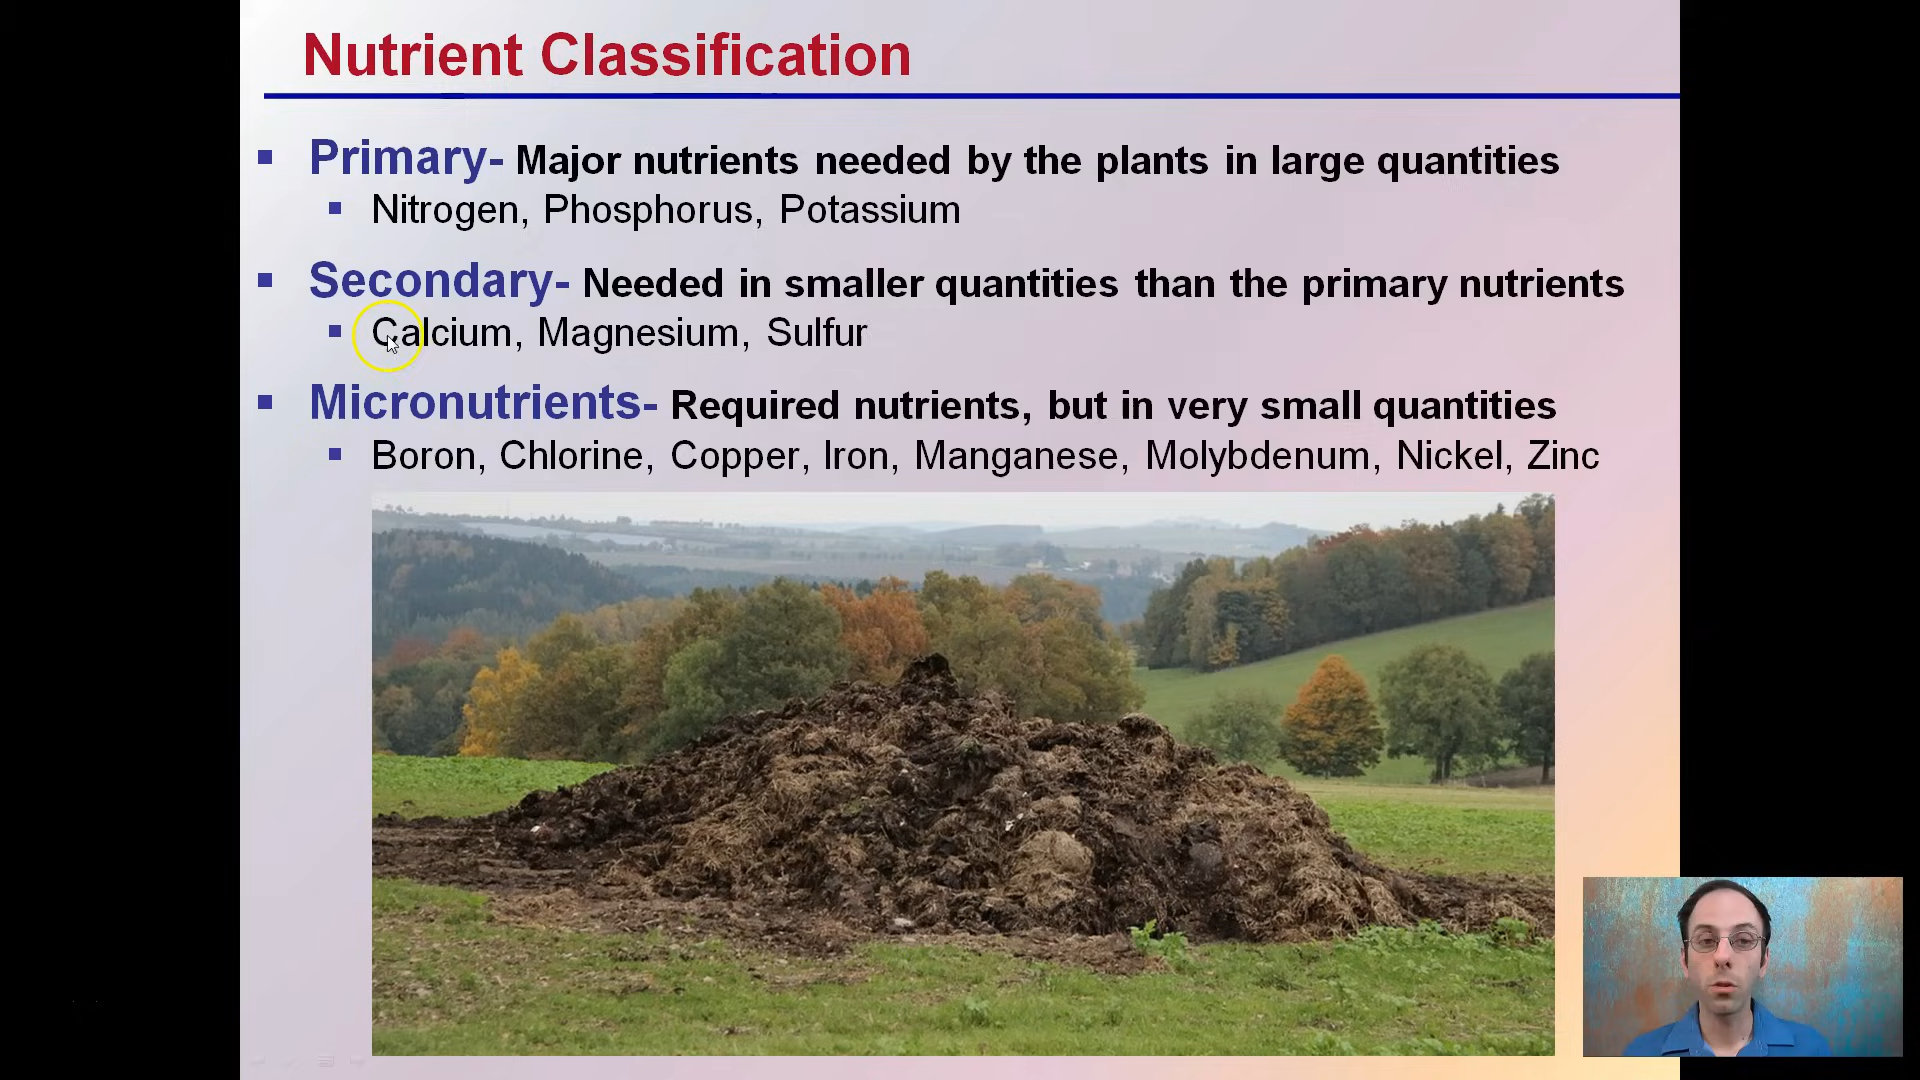 Nutrient Classification
Primary- Major nutrients needed by the plants in large quantities
Nitrogen, Phosphorus, Potassium
Secondary- Needed in smaller quantities than the primary nutrients
Calcium, Magnesium, Sulfur
Micronutrients- Required nutrients, but in very small quantities
Boron, Chlorine, Copper, Iron, Manganese, Molybdenum, Nickel, Zinc